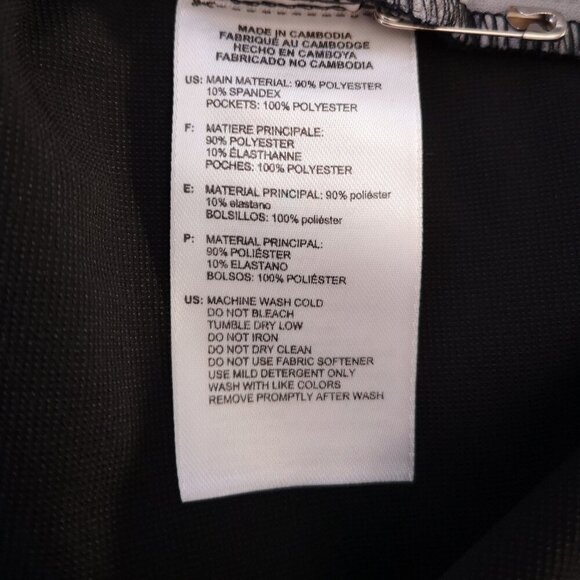 MADE IN CAMBODIA
FABRIQUÉ AU CAMBODGE
HECHO EN CAMBOYA
FABRICADO NO CAMBODIA
US: MAIN MATERIAL: 90% POLYESTER
10% SPANDEX
POCKETS: 100% POLYESTER
F: MATIERE PRINCIPALE:
90% POLYESTER
10% ÉLASTHANNE
POCHES: 100% POLYESTER
E: MATERIAL PRINCIPAL: 90% poliéster
10% elastano
BOLSILLOS: 100% poliéster
P: MATERIAL PRINCIPAL:
90% POLIÉSTER
10% ELASTANO
BOLSOS: 100% POLIÉSTER
US: MACHINE WASH COLD
DO NOT BLEACH
TUMBLE DRY LOW
DO NOT IRON
DO NOT DRY CLEAN
DO NOT USE FABRIC SOFTENER
USE MILD DETERGENT ONLY
WASH WITH LIKE COLORS
REMOVE PROMPTLY AFTER WASH